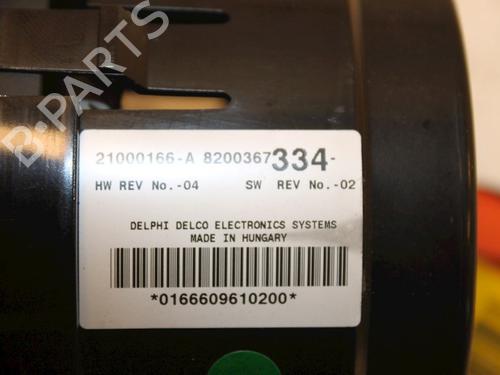 B-PARTS
21000166-A 8200367334-
HW REV No.-04 SW REV No.-02
DELPHI DELCO ELECTRONICS SYSTEMS
MADE IN HUNGARY
*0166609610200*